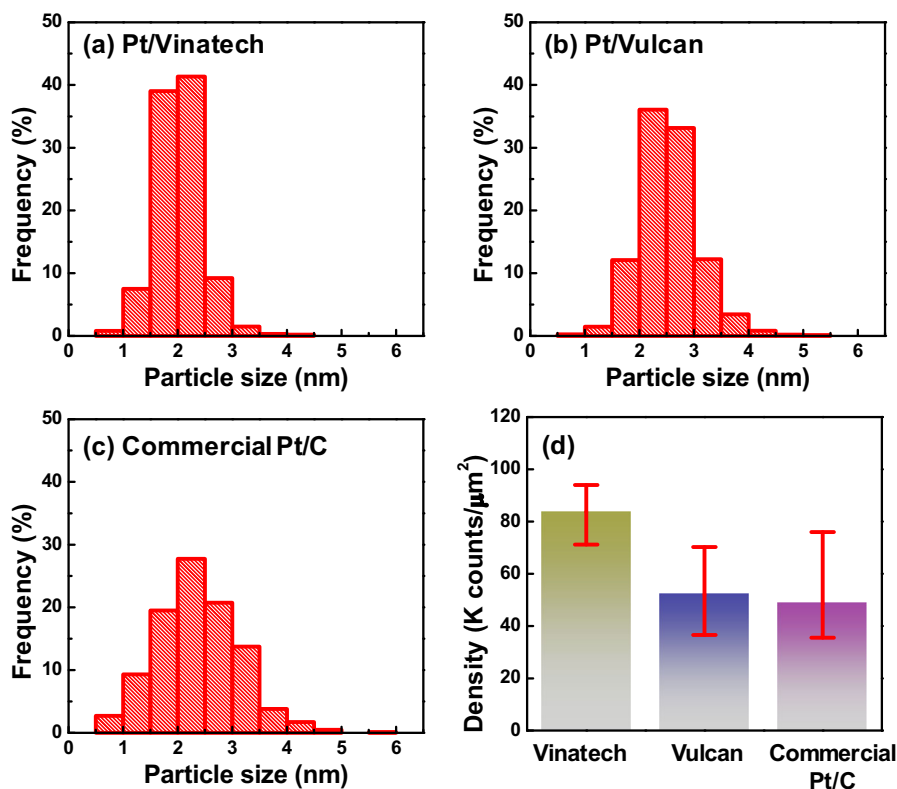 (a) Pt/Vinatech
Frequency (%)
50
40
30
20
10
0
0 1 2 3 4 5 6
Particle size (nm)
(b) Pt/Vulcan
Frequency (%)
50
40
30
20
10
0
0 1 2 3 4 5 6
Particle size (nm)
(c) Commercial Pt/C
Frequency (%)
50
40
30
20
10
0
0 1 2 3 4 5 6
Particle size (nm)
(d)
Density (K counts/μm²)
120
100
80
60
40
20
0
Vinatech Vulcan Commercial
Pt/C